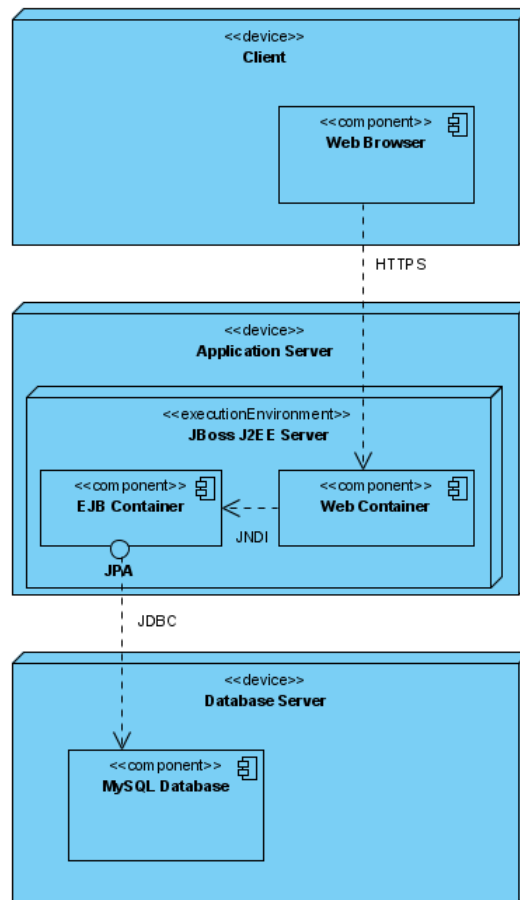 <<device>>
Client
<<component>>
Web Browser
HTTPS
<<device>>
Application Server
<<executionEnvironment>>
JBoss J2EE Server
<<component>>
EJB Container
<<component>>
Web Container
JNDI
JPA
JDBC
<<device>>
Database Server
<<component>>
MySQL Database